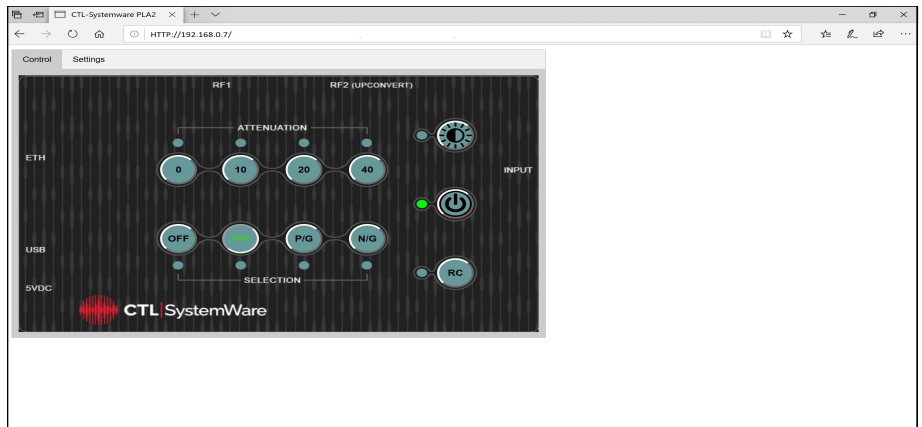 CTL-Systemware PLA2
HTTP://192.168.0.7/
Control Settings
RF1 RF2 (UPCONVERT)
ATTENUATION
0 10 20 40
ETH
INPUT
OFF P/G N/G
USB
RC
SELECTION
5VDC
CTL|SystemWare